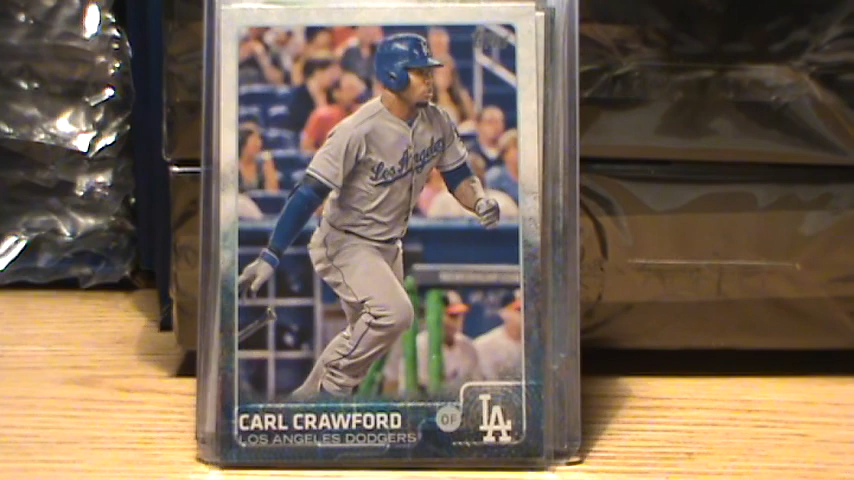 Los Angeles
CARL CRAWFORD
OF
LA
LOS ANGELES DODGERS